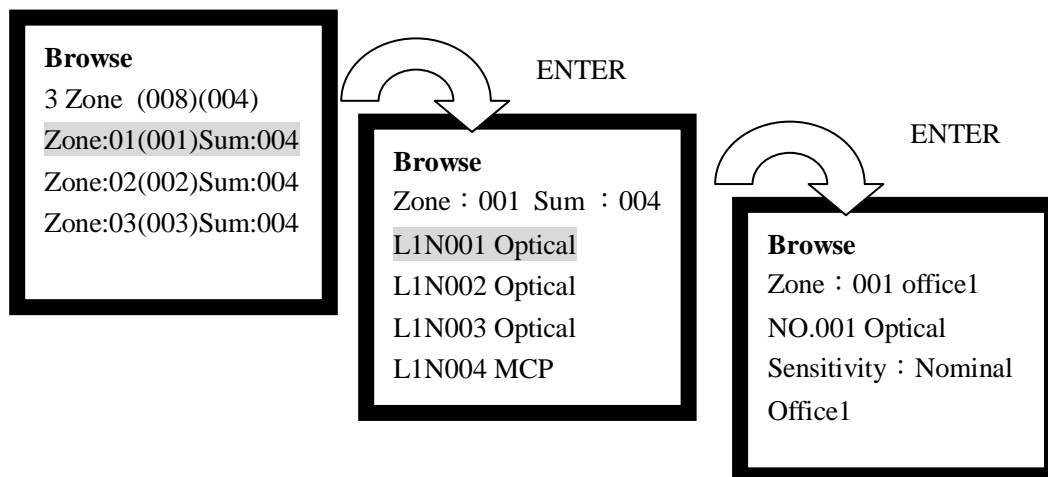 Browse
3 Zone (008)(004)
Zone:01(001)Sum:004
Zone:02(002)Sum:004
Zone:03(003)Sum:004
ENTER
Browse
Zone：001 Sum ：004
L1N001 Optical
L1N002 Optical
L1N003 Optical
L1N004 MCP
ENTER
Browse
Zone：001 office1
NO.001 Optical
Sensitivity：Nominal
Office1